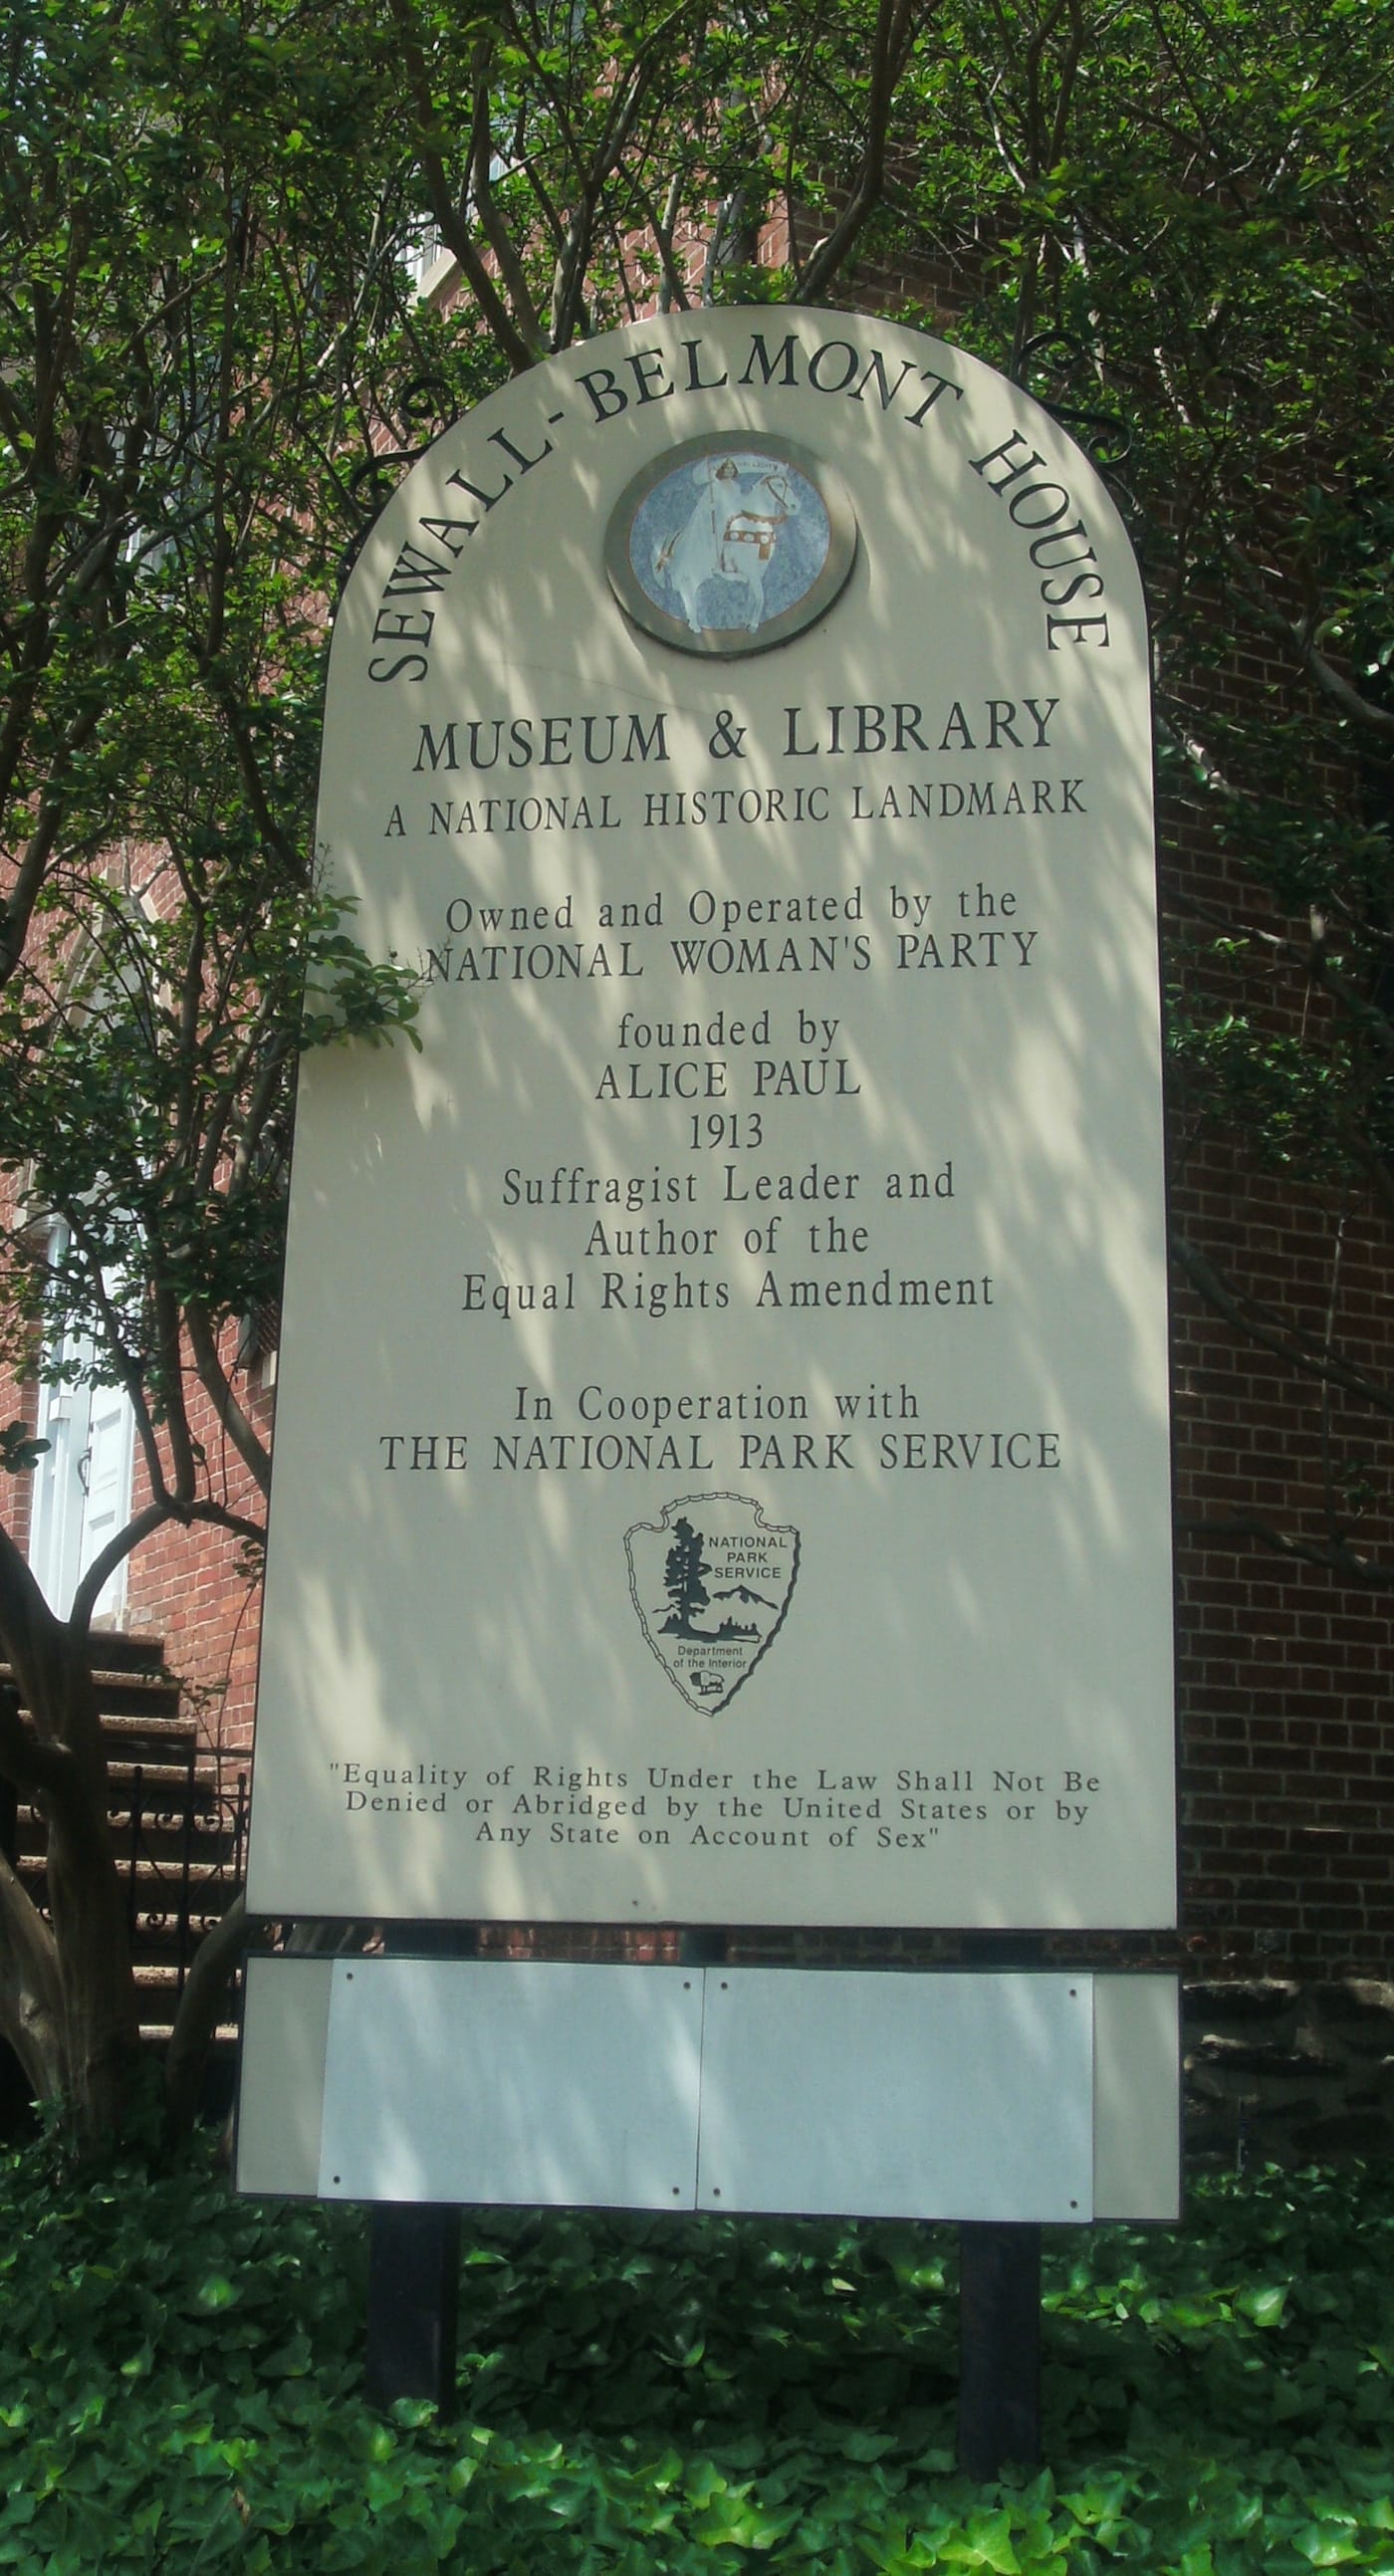 SEWALL-BELMONT HOUSE
MUSEUM & LIBRARY
A NATIONAL HISTORIC LANDMARK
Owned and Operated by the
NATIONAL WOMAN'S PARTY
founded by
ALICE PAUL
1913
Suffragist Leader and
Author of the
Equal Rights Amendment
In Cooperation with
THE NATIONAL PARK SERVICE
NATIONAL
PARK
SERVICE
Department
of the Interior
"Equality of Rights Under the Law Shall Not Be
Denied or Abridged by the United States or by
Any State on Account of Sex"